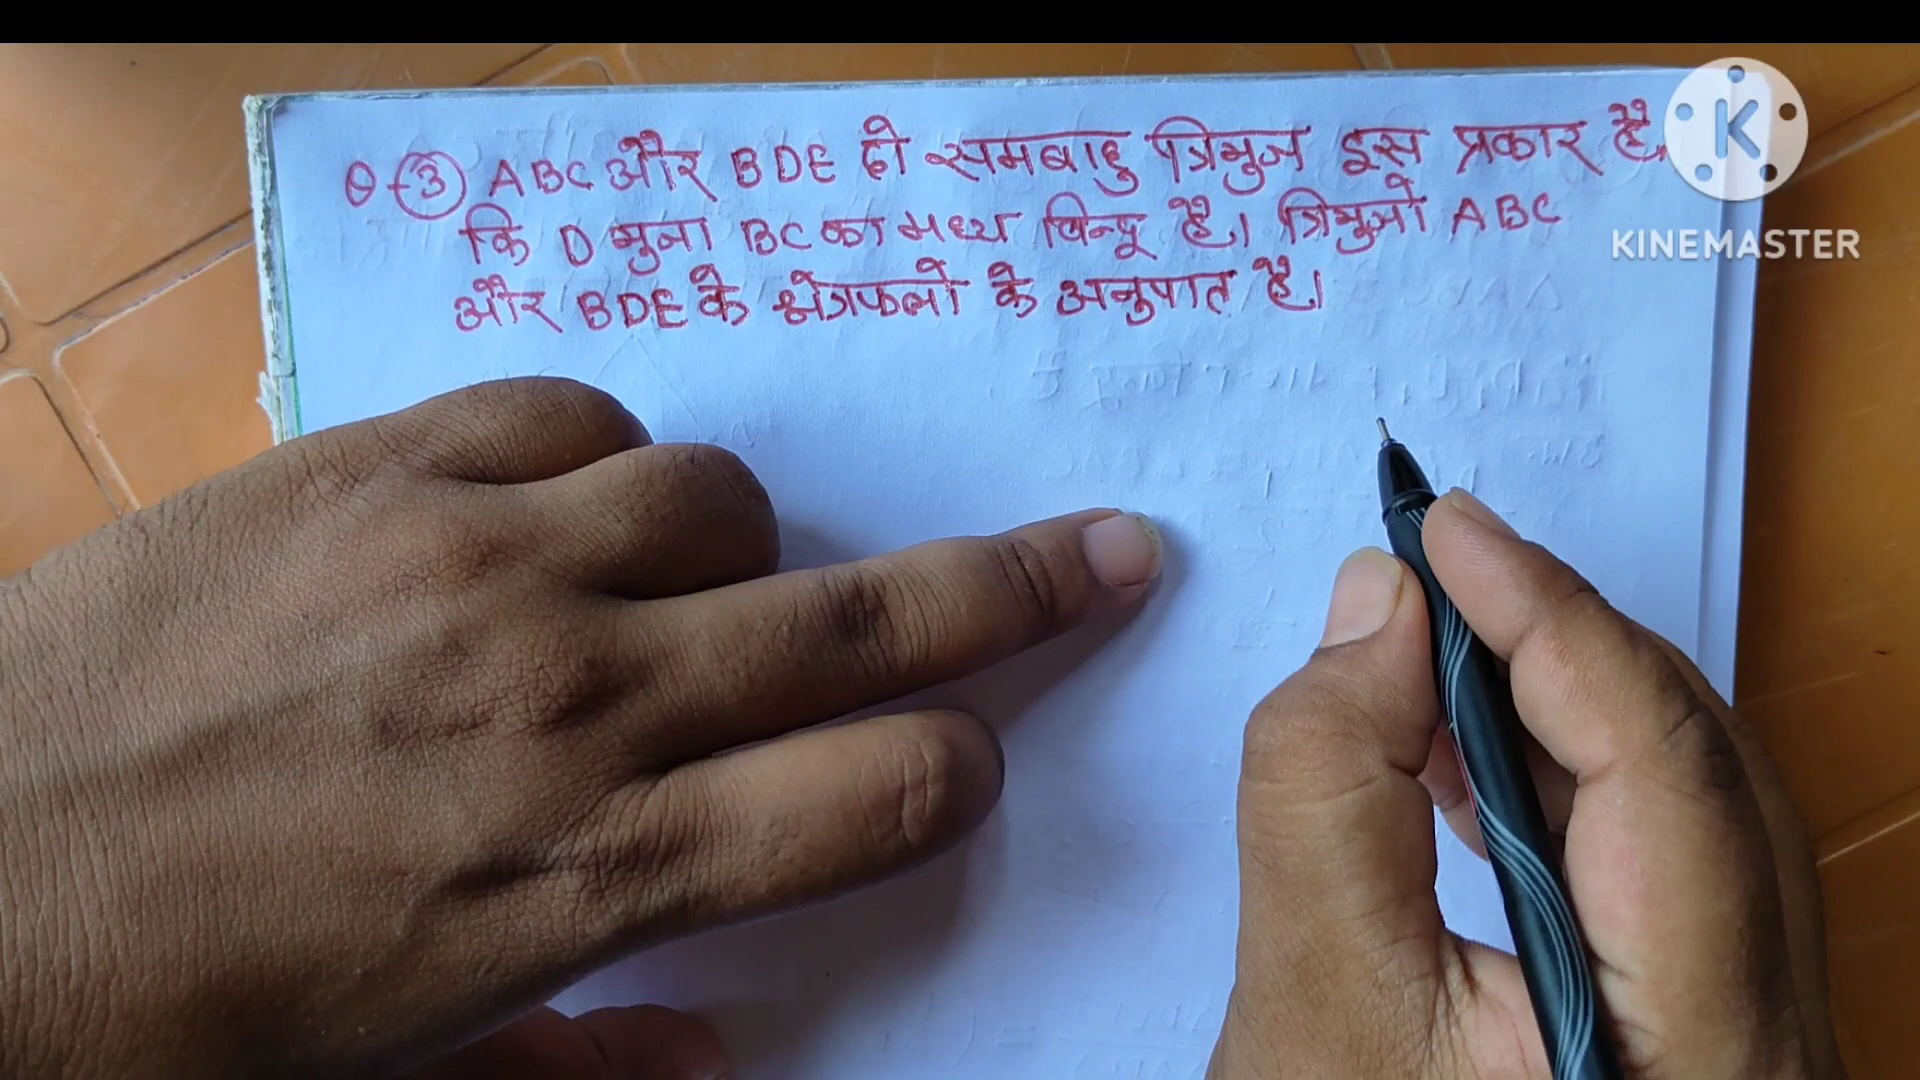 Q-3 ABC और BDE दो समबाहु त्रिभुज इस प्रकार है,
कि D भुजा BC का मध्य बिन्दू है। त्रिभुजो ABC
और BDE के क्षेत्रफलो के अनुपात है।
K
KINEMASTER